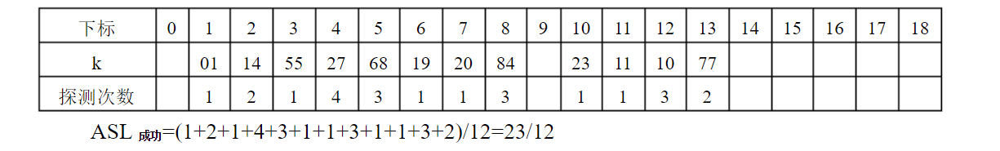 下标 0 1 2 3 4 5 6 7 8 9 10 11 12 13 14 15 16 17 18
k 01 14 55 27 68 19 20 84 23 11 10 77
探测次数 1 2 1 4 3 1 1 3 1 1 3 2
ASL 成功=(1+2+1+4+3+1+1+3+1+1+3+2)/12=23/12